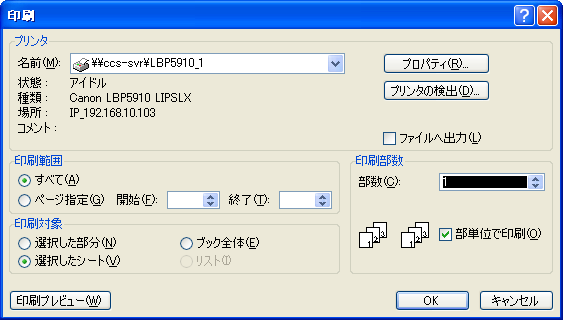 印刷
プリンタ
名前(M): ¥¥ccs-svr¥LBP5910_1 プロパティ(R)...
状態 : アイドル
種類 : Canon LBP5910 LIPSLX プリンタの検出(D)...
場所 : IP_192.168.10.103
コメント : ファイルへ出力(L)
印刷範囲 印刷部数
すべて(A) 部数(C):
ページ指定(G) 開始(F): 終了(T):
印刷対象
選択した部分(N) ブック全体(E) 1 2 3 1 2 3 部単位で印刷(O)
選択したシート(V) リスト(I)
印刷プレビュー(W) OK キャンセル